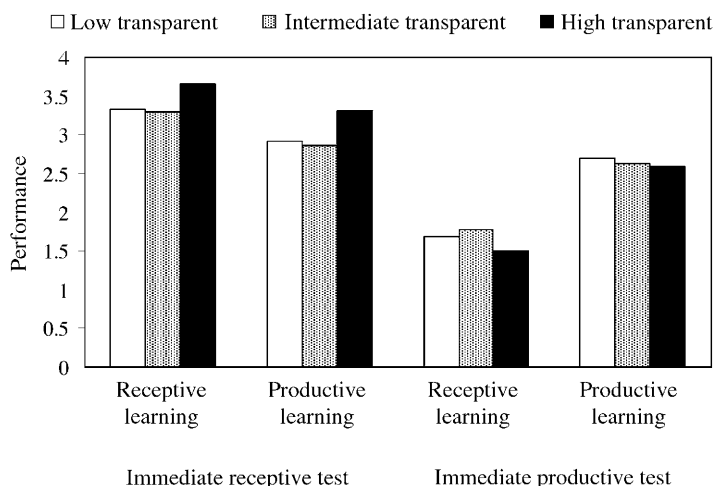 Low transparent Intermediate transparent High transparent
4
3.5
3
2.5
2
1.5
1
0.5
0
Performance
Receptive learning
Productive learning
Receptive learning
Productive learning
Immediate receptive test
Immediate productive test